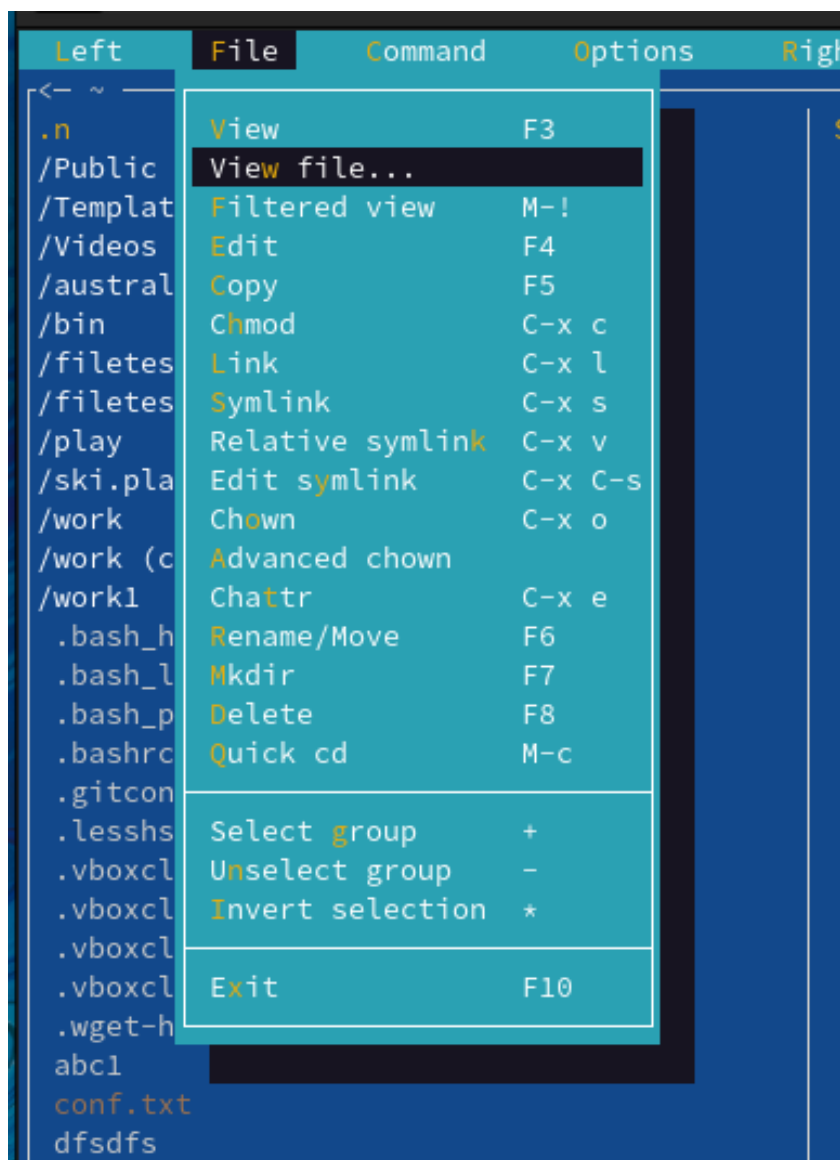 Left File Command Options Righ
<- ~
.n
/Public
/Templat
/Videos
/austral
/bin
/filetes
/filetes
/play
/ski.pla
/work
/work (c
/work1
.bash_h
.bash_l
.bash_p
.bashrc
.gitcon
.lesshs
.vboxcl
.vboxcl
.vboxcl
.vboxcl
.wget-h
abc1
conf.txt
dfsdfs
View F3
View file...
Filtered view M-!
Edit F4
Copy F5
Chmod C-x c
Link C-x l
Symlink C-x s
Relative symlink C-x v
Edit symlink C-x C-s
Chown C-x o
Advanced chown
Chattr C-x e
Rename/Move F6
Mkdir F7
Delete F8
Quick cd M-c
Select group +
Unselect group -
Invert selection *
Exit F10